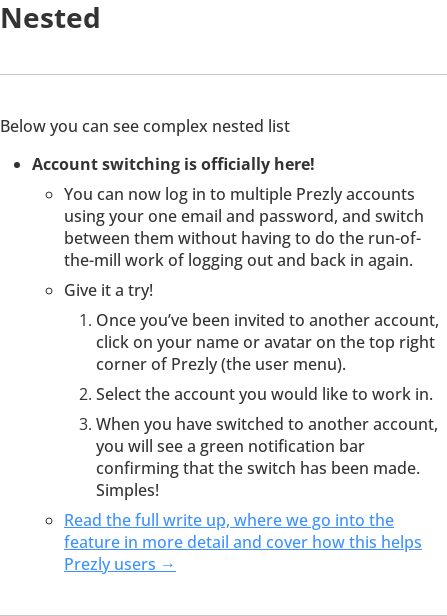 Nested
Below you can see complex nested list
• Account switching is officially here!
◦ You can now log in to multiple Prezly accounts
using your one email and password, and switch
between them without having to do the run-of-
the-mill work of logging out and back in again.
◦ Give it a try!
1. Once you’ve been invited to another account,
click on your name or avatar on the top right
corner of Prezly (the user menu).
2. Select the account you would like to work in.
3. When you have switched to another account,
you will see a green notification bar
confirming that the switch has been made.
Simples!
◦ Read the full write up, where we go into the
feature in more detail and cover how this helps
Prezly users →